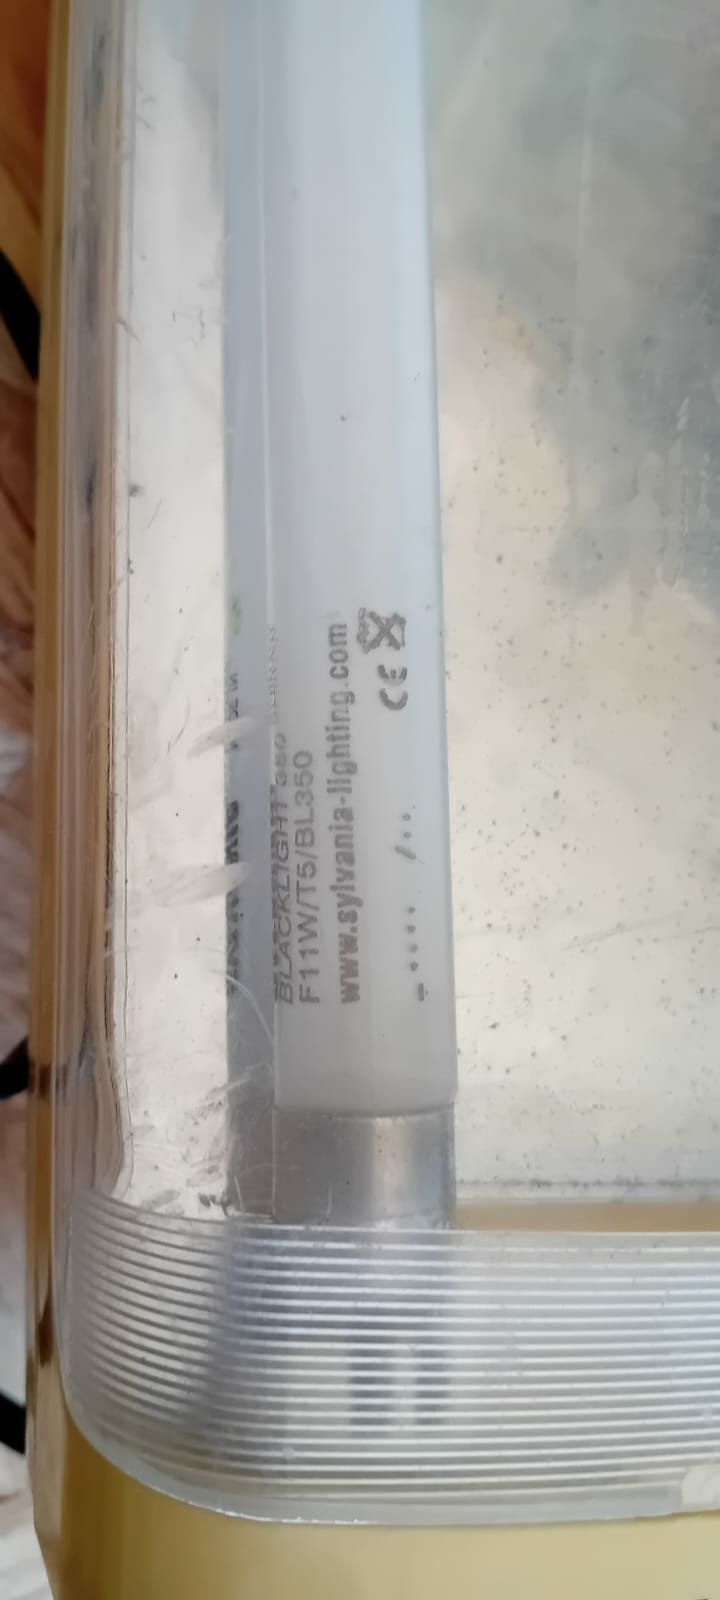 BLACKLIGHT
F11W/T5/BL350
www.sylvania-lighting.com
CE